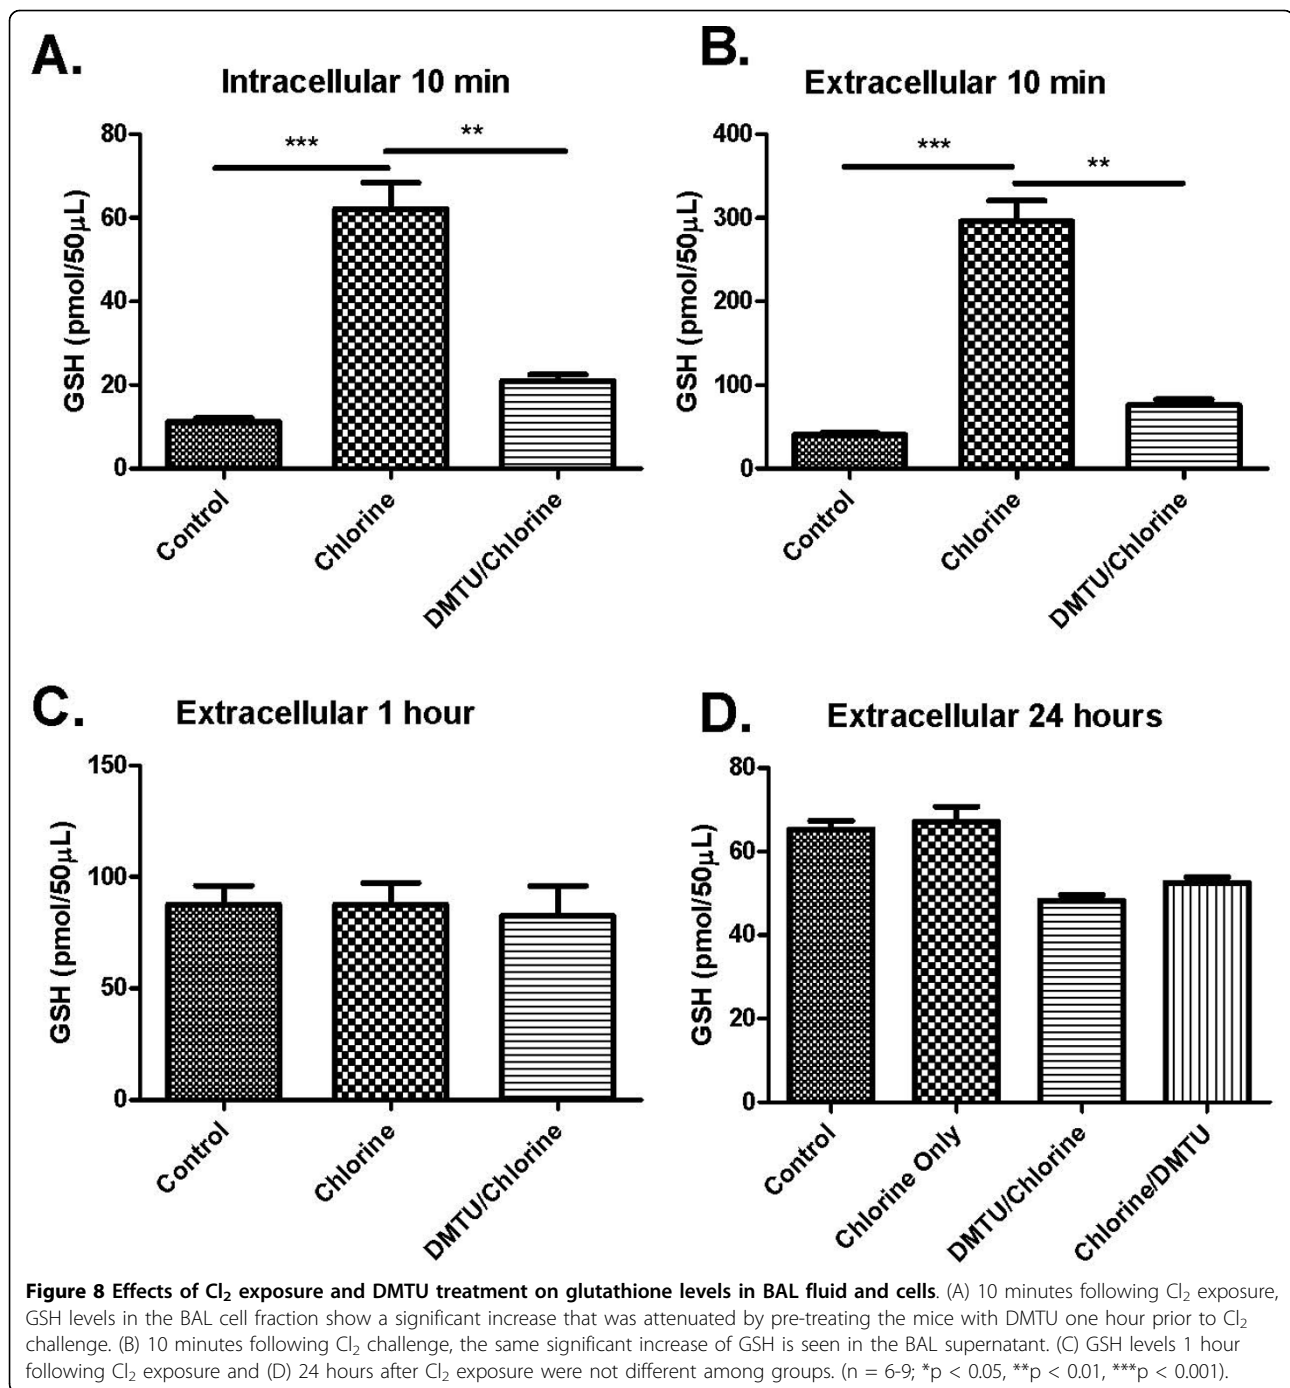 A.
Intracellular 10 min
80
60
40
20
0
GSH (pmol/50µL)
***
**
Control
Chlorine
DMTU/Chlorine
B.
Extracellular 10 min
400
300
200
100
0
GSH (pmol/50µL)
***
**
Control
Chlorine
DMTU/Chlorine
C.
Extracellular 1 hour
150
100
50
0
GSH (pmol/50µL)
Control
Chlorine
DMTU/Chlorine
D.
Extracellular 24 hours
80
60
40
20
0
GSH (pmol/50µL)
Control
Chlorine Only
DMTU/Chlorine
Chlorine/DMTU
Figure 8 Effects of Cl₂ exposure and DMTU treatment on glutathione levels in BAL fluid and cells. (A) 10 minutes following Cl₂ exposure,
GSH levels in the BAL cell fraction show a significant increase that was attenuated by pre-treating the mice with DMTU one hour prior to Cl₂
challenge. (B) 10 minutes following Cl₂ challenge, the same significant increase of GSH is seen in the BAL supernatant. (C) GSH levels 1 hour
following Cl₂ exposure and (D) 24 hours after Cl₂ exposure were not different among groups. (n = 6-9; *p < 0.05, **p < 0.01, ***p < 0.001).